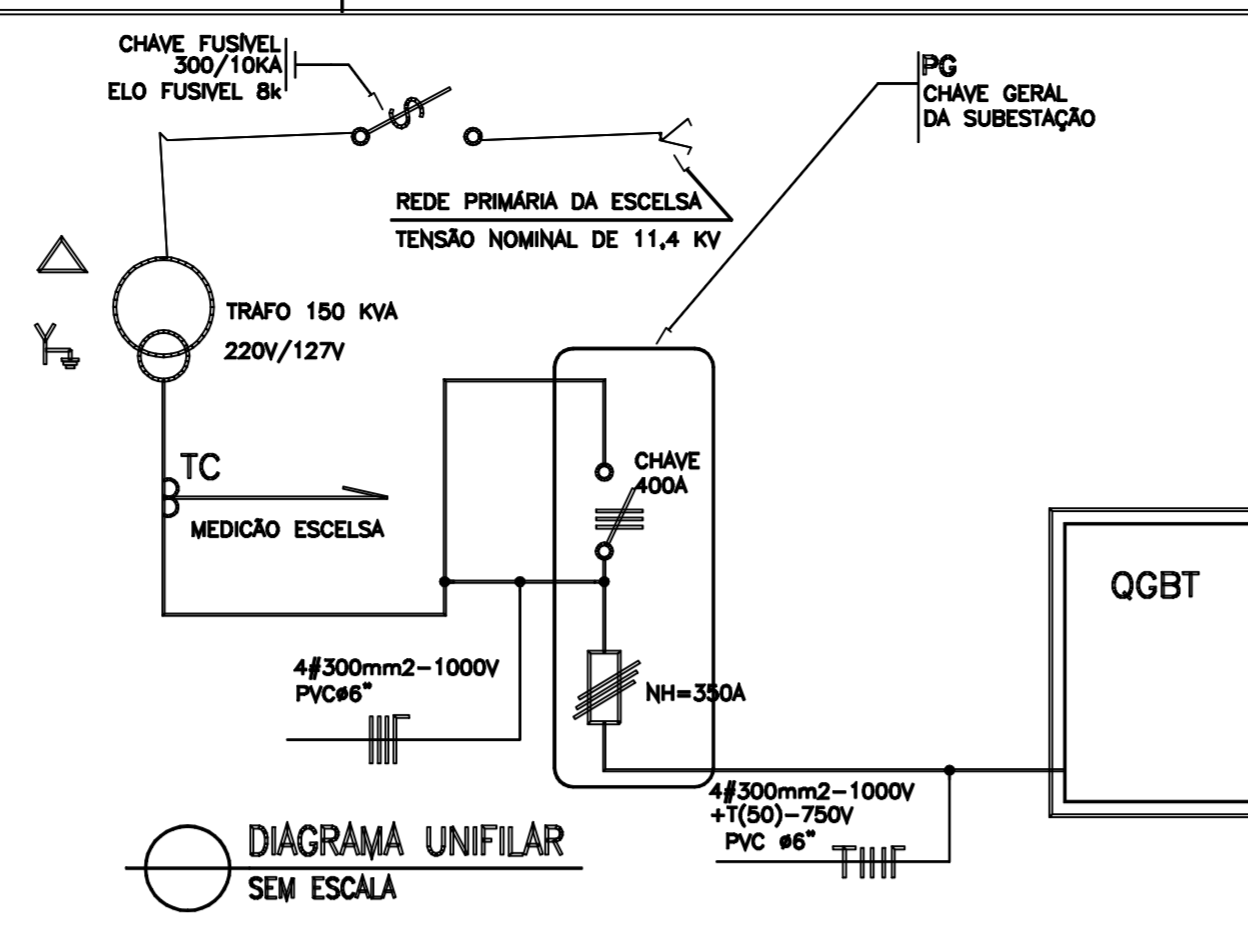 CHAVE FUSÍVEL
300/10KA
ELO FUSIVEL 8k
PG
CHAVE GERAL
DA SUBESTAÇÃO
REDE PRIMÁRIA DA ESCELSA
TENSÃO NOMINAL DE 11,4 KV
TRAFO 150 KVA
220V/127V
TC
MEDICÃO ESCELSA
CHAVE
400A
QGBT
4#300mm2-1000V
PVCø6"
NH=350A
4#300mm2-1000V
+T(50)-750V
PVC ø6"
DIAGRAMA UNIFILAR
SEM ESCALA